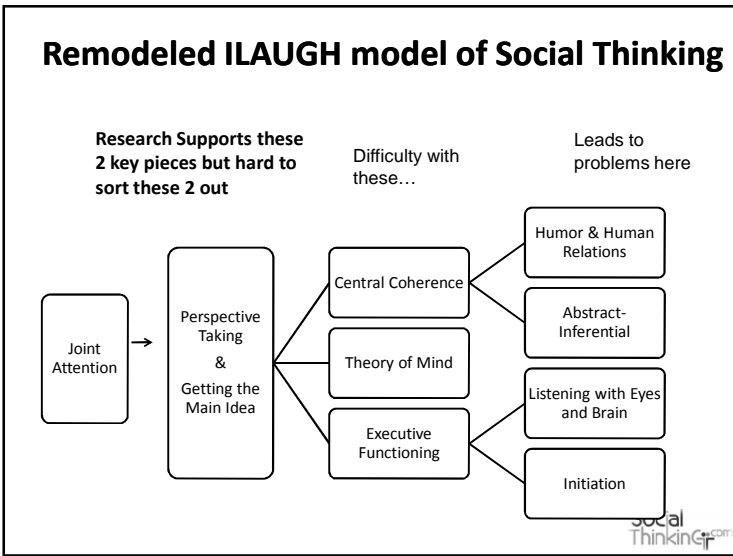 Remodeled ILAUGH model of Social Thinking
Research Supports these
2 key pieces but hard to
sort these 2 out
Difficulty with
these…
Leads to
problems here
Joint
Attention
Perspective
Taking
&
Getting the
Main Idea
Central Coherence
Theory of Mind
Executive
Functioning
Humor & Human
Relations
Abstract-
Inferential
Listening with Eyes
and Brain
Initiation
Social
Thinking.com